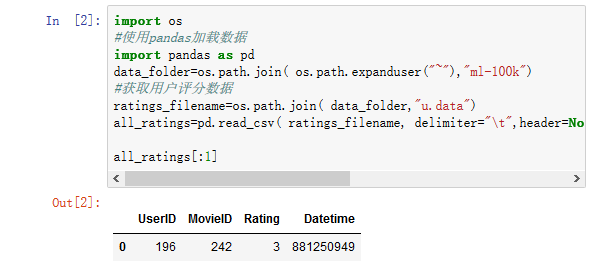 In [2]: import os
#使用pandas加载数据
import pandas as pd
data_folder=os.path.join( os.path.expanduser("~"),"ml-100k")
#获取用户评分数据
ratings_filename=os.path.join( data_folder,"u.data")
all_ratings=pd.read_csv( ratings_filename, delimiter="\t",header=No
all_ratings[:1]
Out[2]:
UserID MovieID Rating Datetime
0 196 242 3 881250949